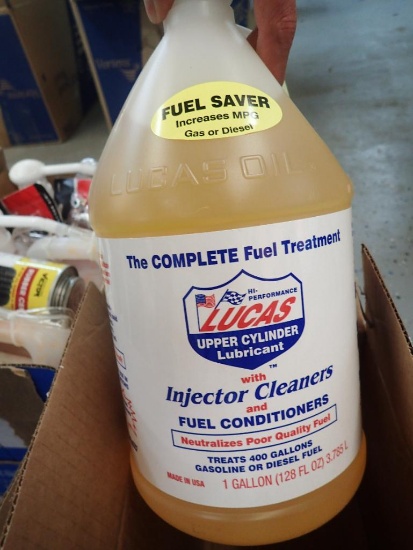 FUEL SAVER
Increases MPG
Gas or Diesel
LUCAS OIL
The COMPLETE Fuel Treatment
HI-
PERFORMANCE
LUCAS
UPPER CYLINDER
Lubricant
TM
with
Injector Cleaners
and
FUEL CONDITIONERS
Neutralizes Poor Quality Fuel
TREATS 400 GALLONS
GASOLINE OR DIESEL FUEL
MADE IN USA
1 GALLON (128 FL OZ) 3.785 L